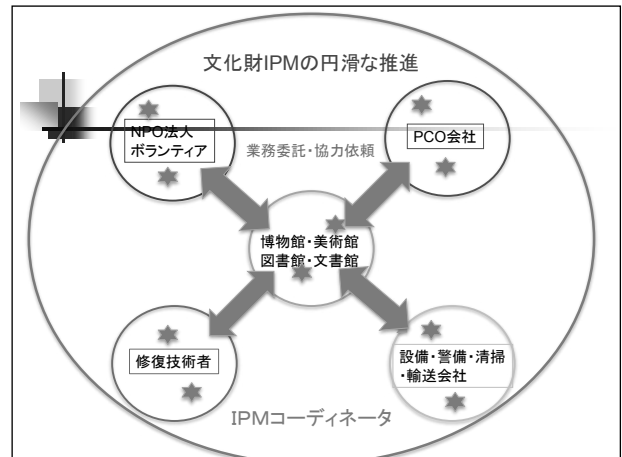 文化財IPMの円滑な推進
NPO法人
ボランティア
業務委託・協力依頼
PCO会社
博物館・美術館
図書館・文書館
修復技術者
設備・警備・清掃
・輸送会社
IPMコーディネータ